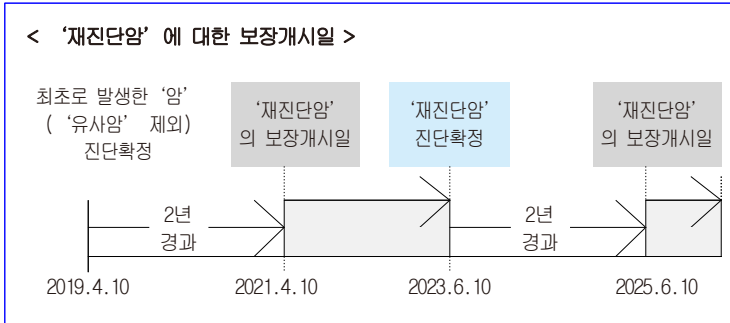 < ‘재진단암’에 대한 보장개시일 >
최초로 발생한 ‘암’
( ‘유사암’ 제외)
진단확정
‘재진단암’
의 보장개시일
‘재진단암’
진단확정
‘재진단암’
의 보장개시일
2년
경과
2년
경과
2019.4.10
2021.4.10
2023.6.10
2025.6.10